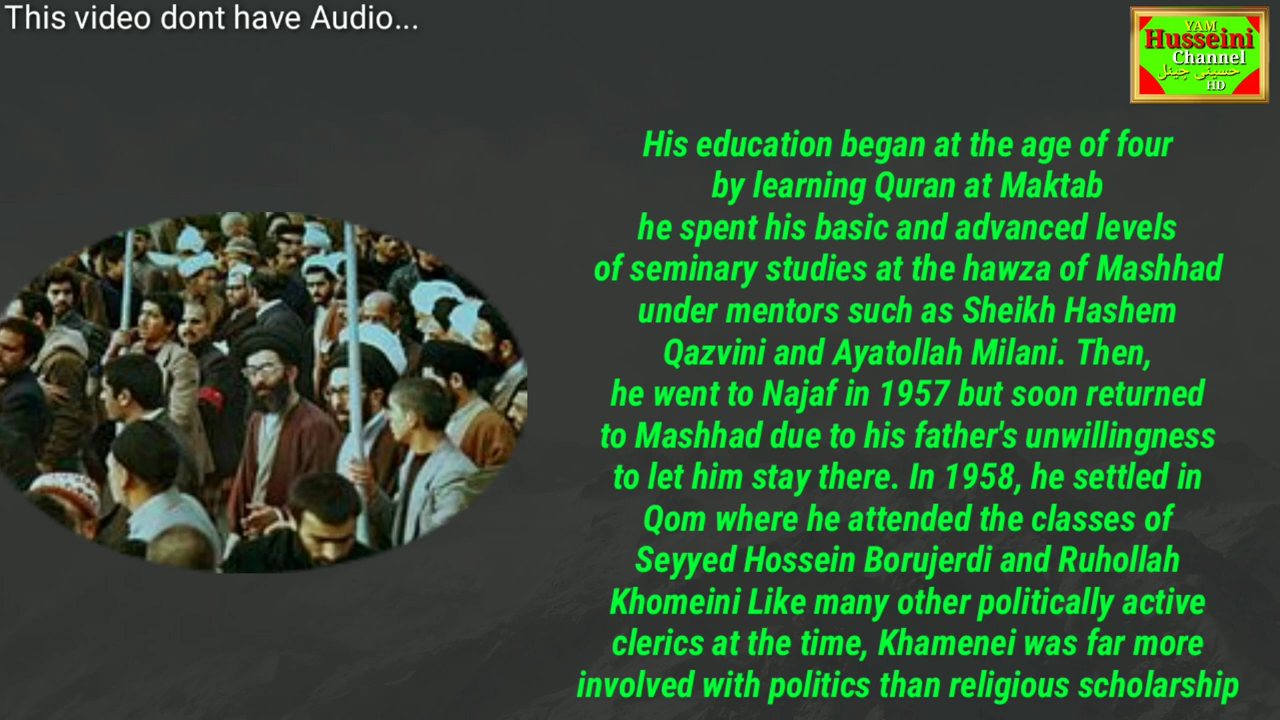 This video dont have Audio...
YAM
Husseini
Channel
حسینی چینل
HD
His education began at the age of four
by learning Quran at Maktab
he spent his basic and advanced levels
of seminary studies at the hawza of Mashhad
under mentors such as Sheikh Hashem
Qazvini and Ayatollah Milani. Then,
he went to Najaf in 1957 but soon returned
to Mashhad due to his father's unwillingness
to let him stay there. In 1958, he settled in
Qom where he attended the classes of
Seyyed Hossein Borujerdi and Ruhollah
Khomeini Like many other politically active
clerics at the time, Khamenei was far more
involved with politics than religious scholarship